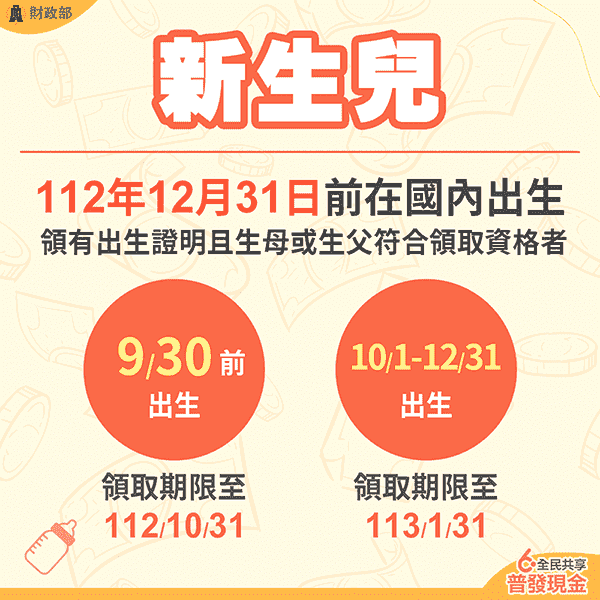 財政部
新生兒
112年12月31日前在國內出生
領有出生證明且生母或生父符合領取資格者
9/30前
出生
領取期限至
112/10/31
10/1-12/31
出生
領取期限至
113/1/31
6 全民共享
普發現金